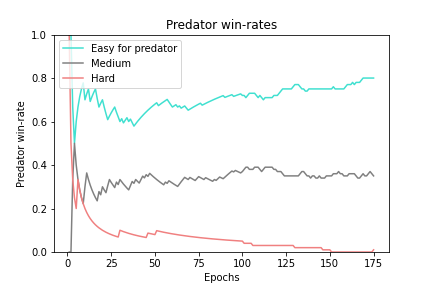 Predator win-rates
Predator win-rate
1.0
0.8
0.6
0.4
0.2
0.0
Easy for predator
Medium
Hard
0 25 50 75 100 125 150 175
Epochs